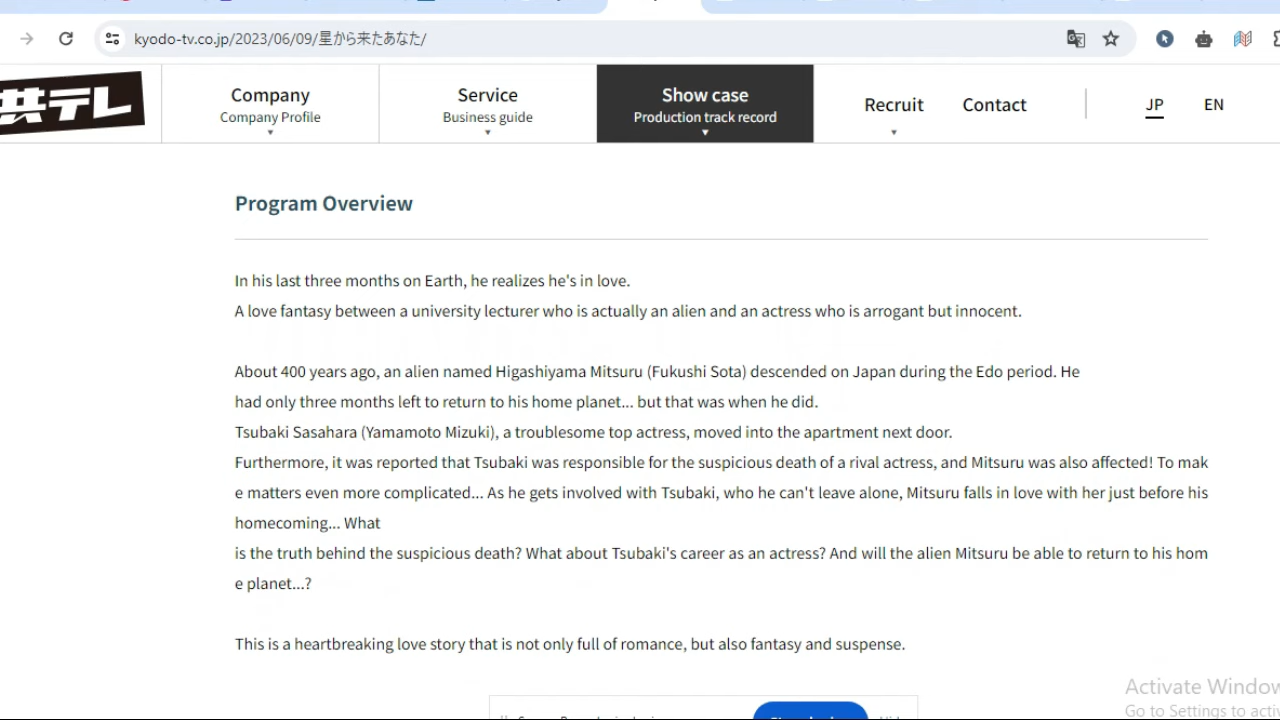 kyodo-tv.co.jp/2023/06/09/星から来たあなた/
共テレ
Company
Company Profile
Service
Business guide
Show case
Production track record
Recruit
Contact
JP
EN
Program Overview
In his last three months on Earth, he realizes he's in love.
A love fantasy between a university lecturer who is actually an alien and an actress who is arrogant but innocent.
About 400 years ago, an alien named Higashiyama Mitsuru (Fukushi Sota) descended on Japan during the Edo period. He
had only three months left to return to his home planet... but that was when he did.
Tsubaki Sasahara (Yamamoto Mizuki), a troublesome top actress, moved into the apartment next door.
Furthermore, it was reported that Tsubaki was responsible for the suspicious death of a rival actress, and Mitsuru was also affected! To mak
e matters even more complicated... As he gets involved with Tsubaki, who he can't leave alone, Mitsuru falls in love with her just before his
homecoming... What
is the truth behind the suspicious death? What about Tsubaki's career as an actress? And will the alien Mitsuru be able to return to his hom
e planet...?
This is a heartbreaking love story that is not only full of romance, but also fantasy and suspense.
Activate Window
Go to Settings to activ